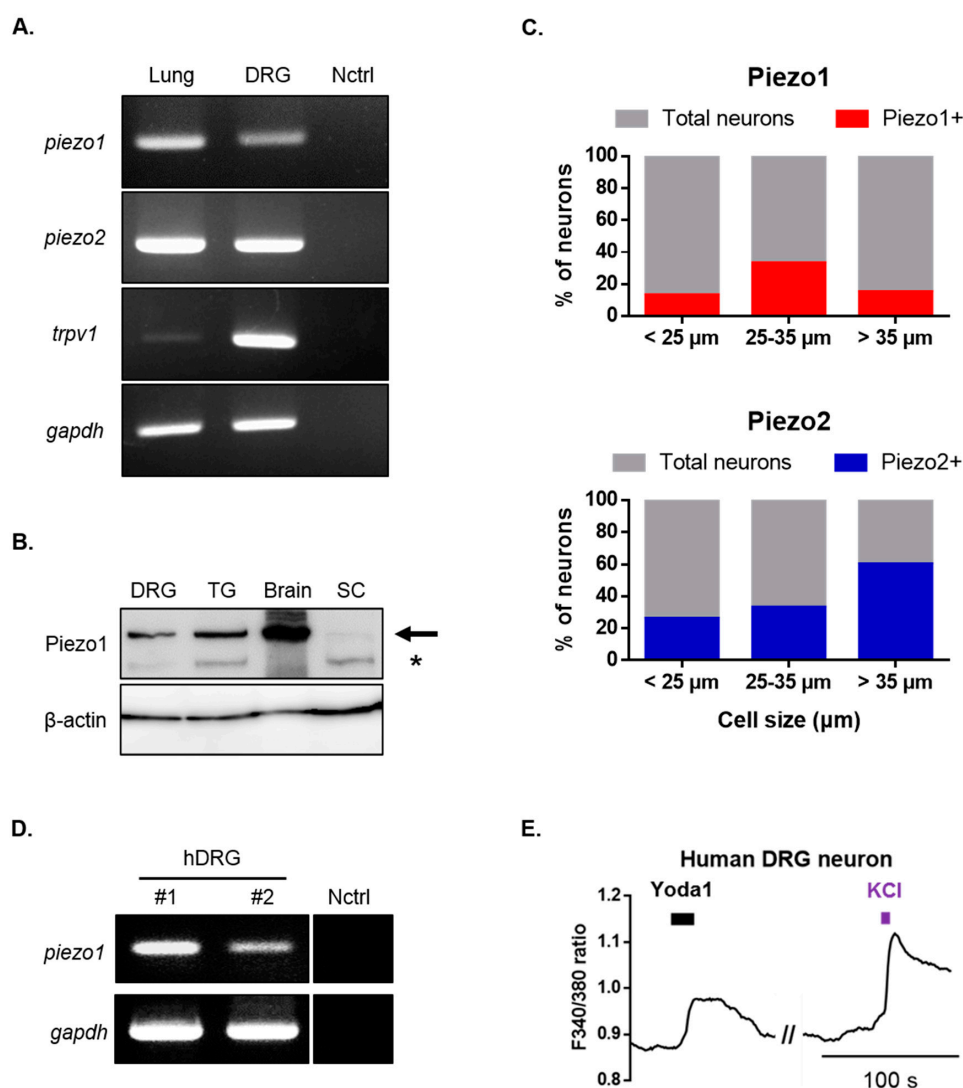 A.
Lung DRG Nctrl
piezo1
piezo2
trpv1
gapdh
B.
DRG TG Brain SC
Piezo1
*
β-actin
C.
Piezo1
Total neurons Piezo1+
% of neurons
100
80
60
40
20
0
< 25 µm 25-35 µm > 35 µm
Piezo2
Total neurons Piezo2+
% of neurons
100
80
60
40
20
0
< 25 µm 25-35 µm > 35 µm
Cell size (µm)
D.
hDRG
#1 #2 Nctrl
piezo1
gapdh
E.
Human DRG neuron
Yoda1 KCl
F340/380 ratio
1.2
1.1
1.0
0.9
0.8
//
100 s